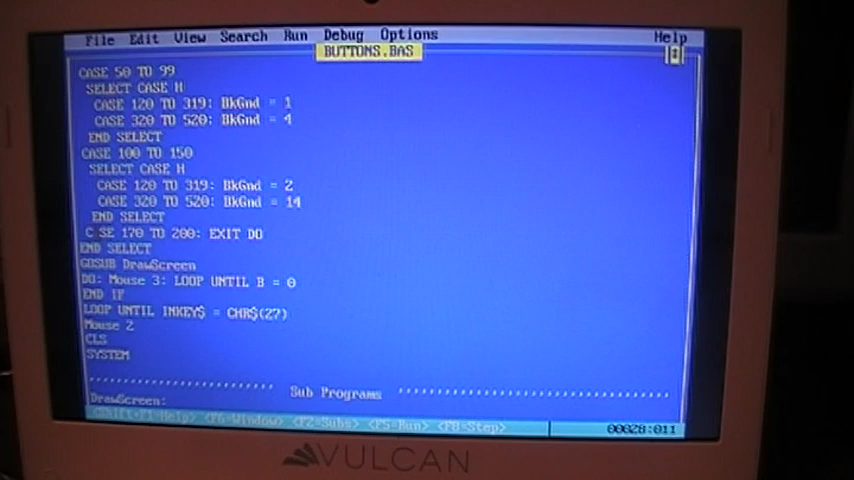 File Edit View Search Run Debug Options Help
BUTTONS.BAS
CASE 50 TO 99
SELECT CASE H
CASE 120 TO 319: BkGnd = 1
CASE 320 TO 520: BkGnd = 4
END SELECT
CASE 100 TO 150
SELECT CASE H
CASE 120 TO 319: BkGnd = 2
CASE 320 TO 520: BkGnd = 14
END SELECT
C SE 170 TO 200: EXIT DO
END SELECT
GOSUB DrawScreen
DO: Mouse 3: LOOP UNTIL B = 0
END IF
LOOP UNTIL INKEY$ = CHR$(27)
Mouse 2
CLS
SYSTEM
'''''''''''''''''''''''''' Sub Programs ''''''''''''''''''''''''''''''''''''''
DrawScreen:
<Shift+F1=Help> <F6=Window> <F2=Subs> <F5=Run> <F8=Step> 00028:011
VULCAN